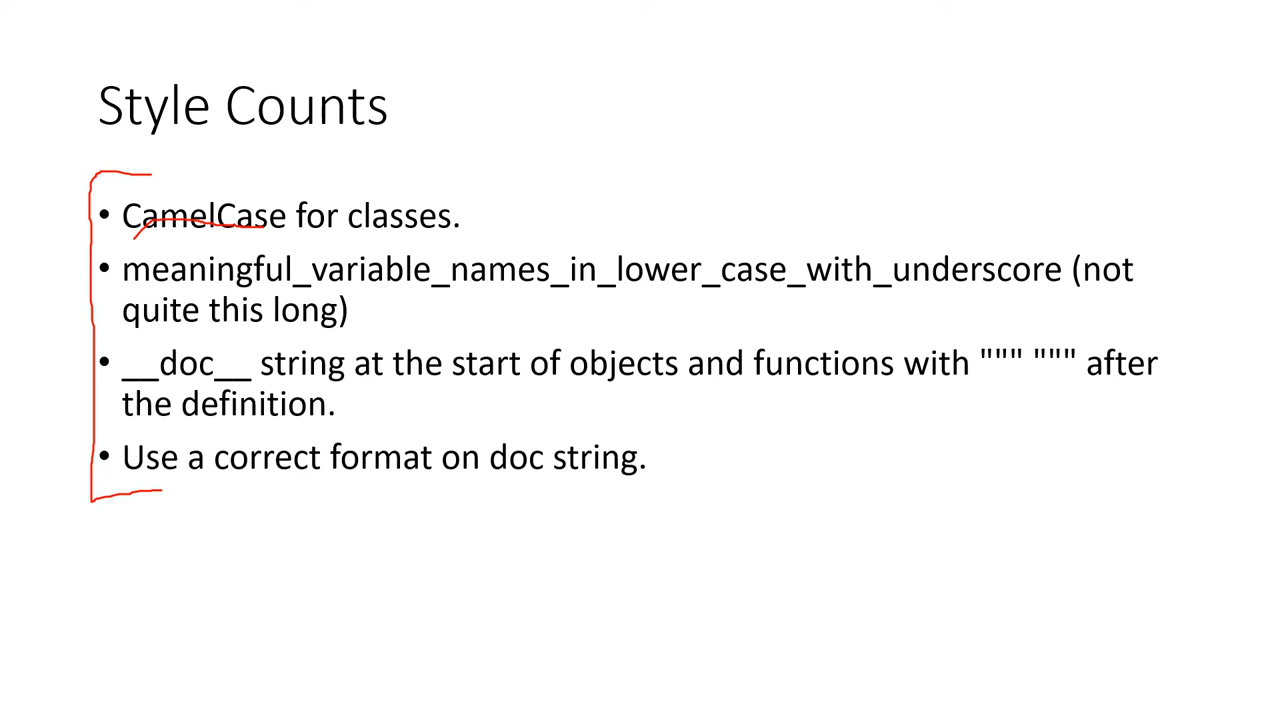 Style Counts
• CamelCase for classes.
• meaningful_variable_names_in_lower_case_with_underscore (not
quite this long)
• __doc__ string at the start of objects and functions with """ """ after
the definition.
• Use a correct format on doc string.